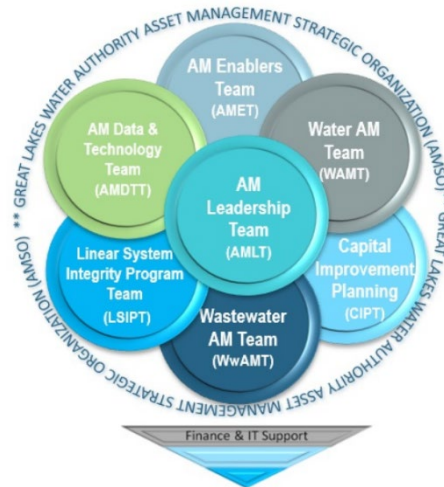 ** GREAT LAKES WATER AUTHORITY ASSET MANAGEMENT STRATEGIC ORGANIZATION (AMSO) ** GREAT LAKES WATER AUTHORITY ASSET MANAGEMENT STRATEGIC ORGANIZATION (AMSO)
AM Enablers
Team
(AMET)
AM Data &
Technology
Team
(AMDTT)
Water AM
Team
(WAMT)
AM
Leadership
Team
(AMLT)
Linear System
Integrity Program
Team
(LSIPT)
Capital
Improvement
Planning
(CIPT)
Wastewater
AM Team
(WwAMT)
Finance & IT Support